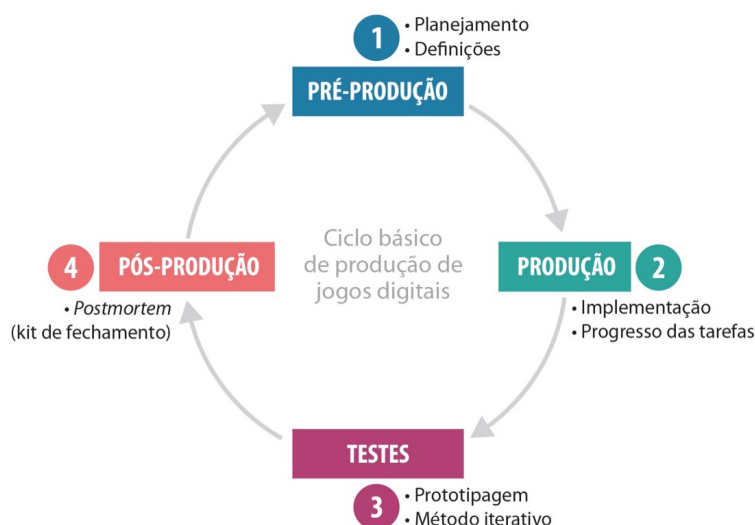 1
• Planejamento
• Definições
PRÉ-PRODUÇÃO
Ciclo básico
de produção de
jogos digitais
PRODUÇÃO
2
• Implementação
• Progresso das tarefas
TESTES
3
• Prototipagem
• Método iterativo
4
PÓS-PRODUÇÃO
• Postmortem
(kit de fechamento)